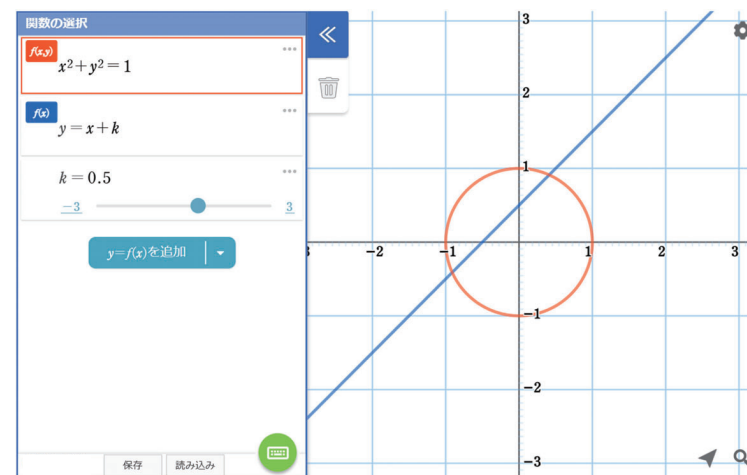 関数の選択
f(x,y)
x²+y²=1
f(x)
y=x+k
k=0.5
−3 3
y=f(x)を追加
保存 読み込み
3
2
1
−2 −1 1 2 3
−1
−2
−3